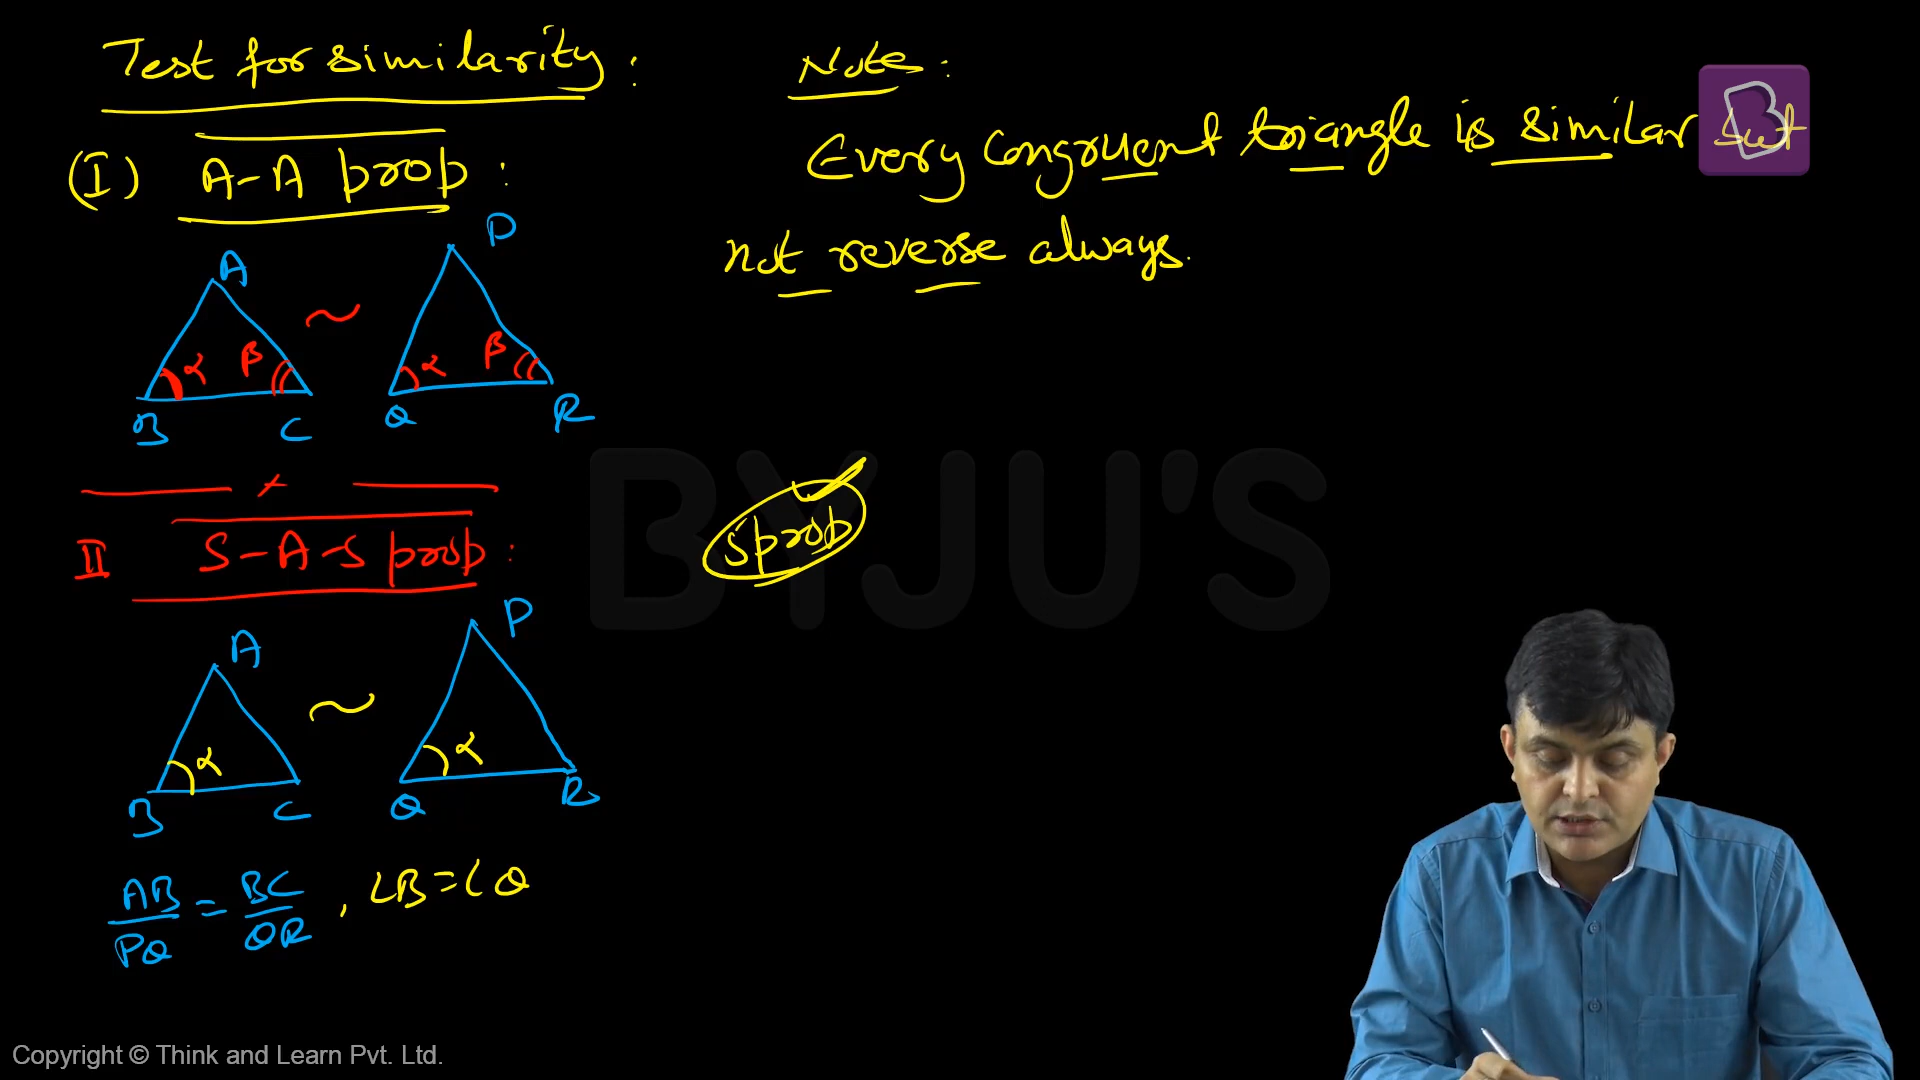 Test for similarity :
(I) A-A prop :
A
P
α β
α β
B C
Q R
II S-A-S prop :
A
P
α
α
B C
Q R
AB/PQ = BC/QR , ∠B = ∠Q
Note :
Every congruent triangle is similar but
not reverse always.
S prop
BYJU'S
Copyright © Think and Learn Pvt. Ltd.